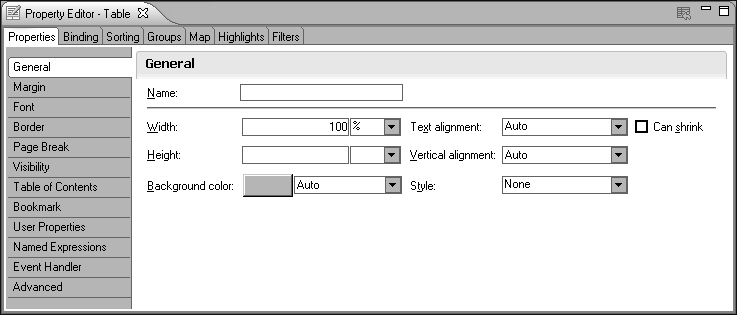 Property Editor - Table
Properties Binding Sorting Groups Map Highlights Filters
General
Margin
Font
Border
Page Break
Visibility
Table of Contents
Bookmark
User Properties
Named Expressions
Event Handler
Advanced
General
Name:
Width: 100 % Text alignment: Auto Can shrink
Height: Vertical alignment: Auto
Background color: Auto Style: None